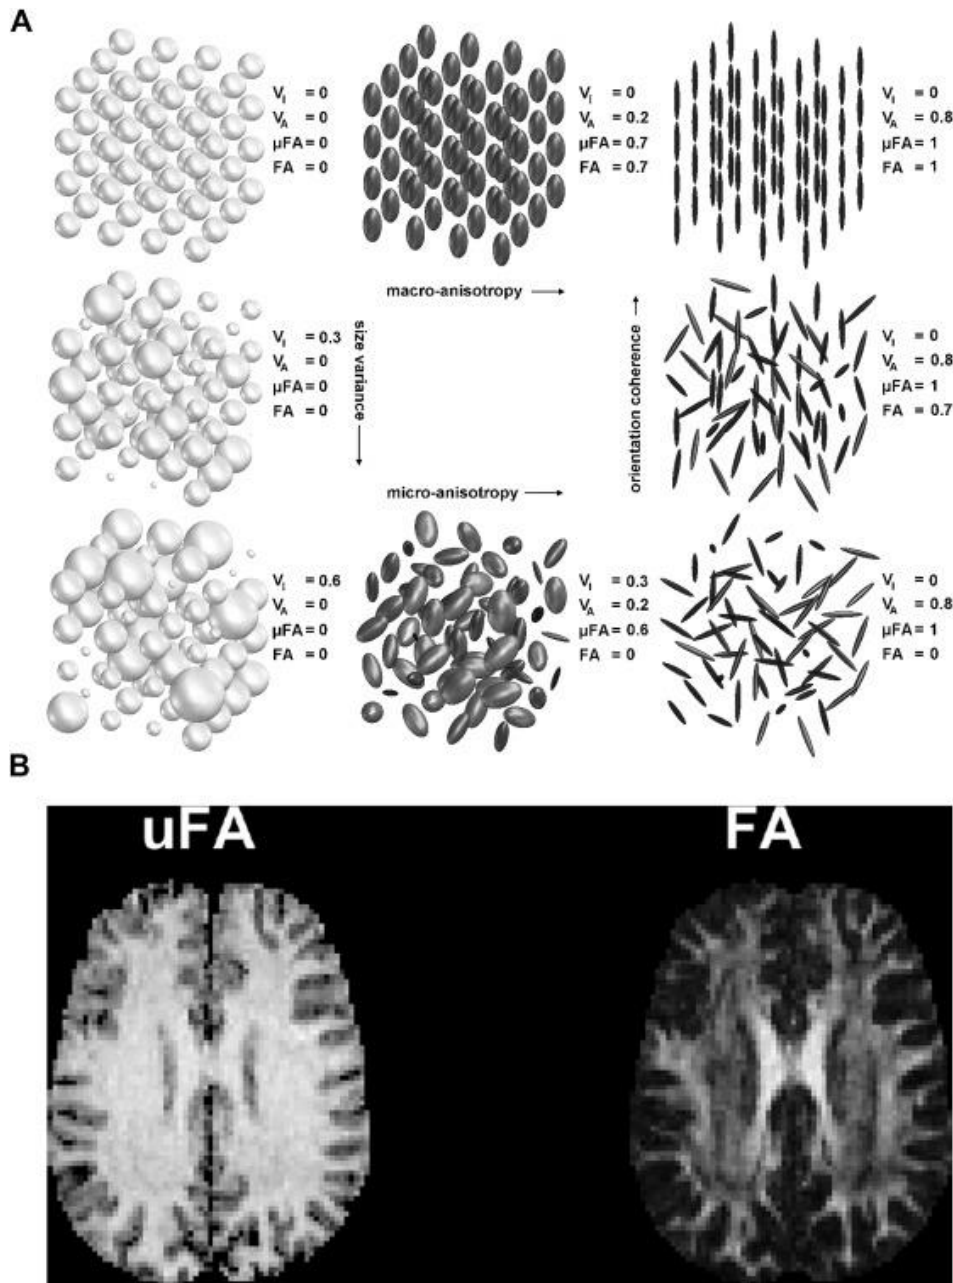 A
V_I = 0
V_A = 0
µFA = 0
FA = 0
V_I = 0
V_A = 0.2
µFA = 0.7
FA = 0.7
V_I = 0
V_A = 0.8
µFA = 1
FA = 1
macro-anisotropy
V_I = 0.3
V_A = 0
µFA = 0
FA = 0
size variance
orientation coherence
V_I = 0
V_A = 0.8
µFA = 1
FA = 0.7
micro-anisotropy
V_I = 0.6
V_A = 0
µFA = 0
FA = 0
V_I = 0.3
V_A = 0.2
µFA = 0.6
FA = 0
V_I = 0
V_A = 0.8
µFA = 1
FA = 0
B
uFA
FA